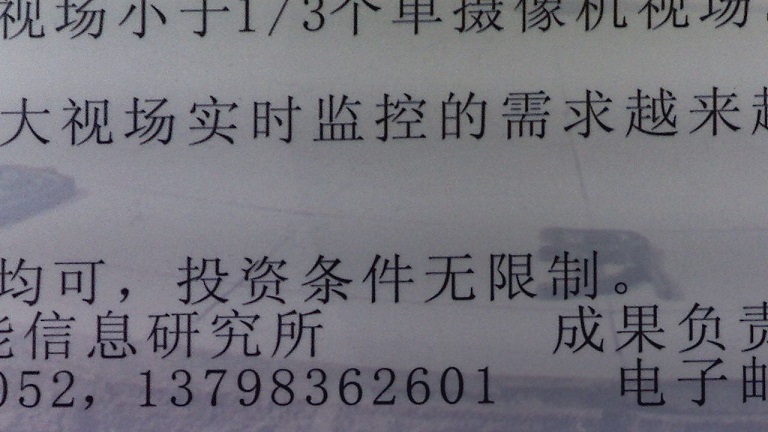 视场小于1/3个单摄像机视场
大视场实时监控的需求越来越
均可，投资条件无限制。
能信息研究所 成果负责
052，13798362601 电子邮